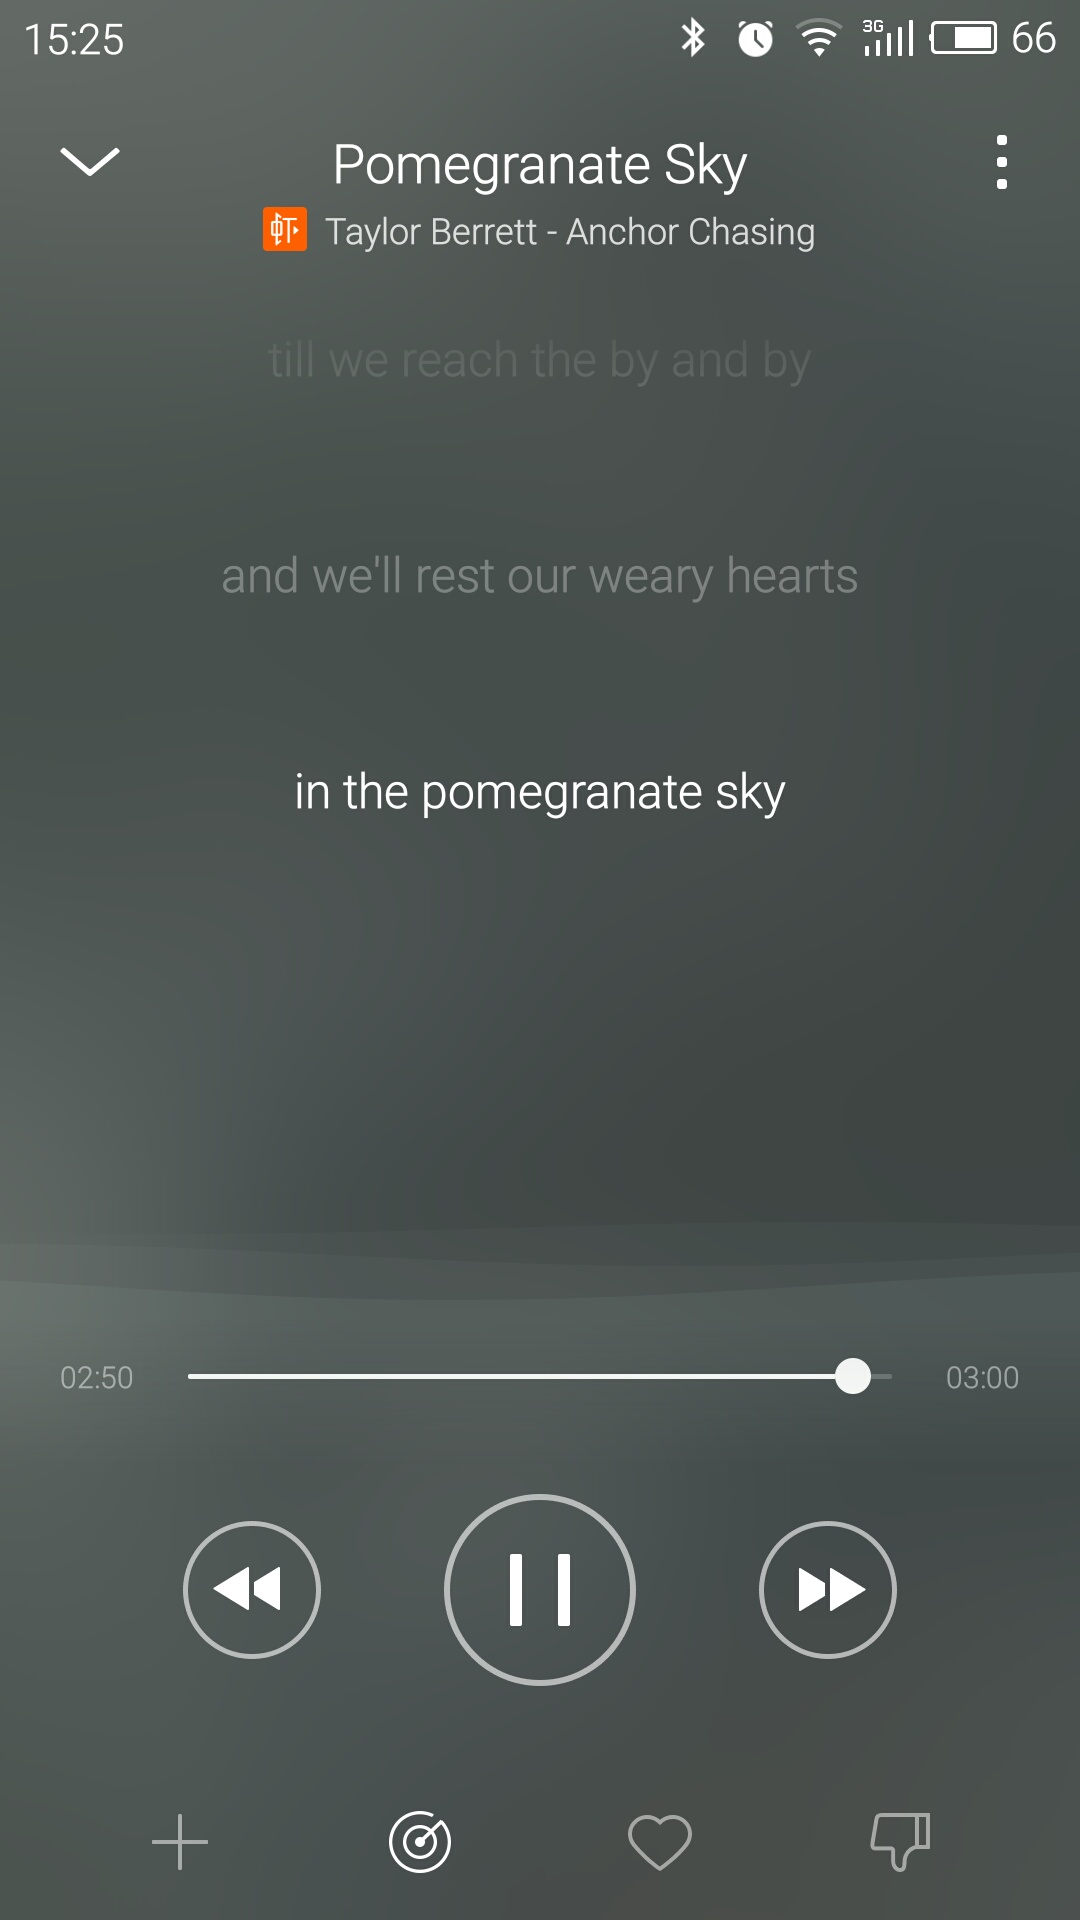 15:25
3G
66
Pomegranate Sky
Taylor Berrett - Anchor Chasing
till we reach the by and by
and we'll rest our weary hearts
in the pomegranate sky
02:50
03:00